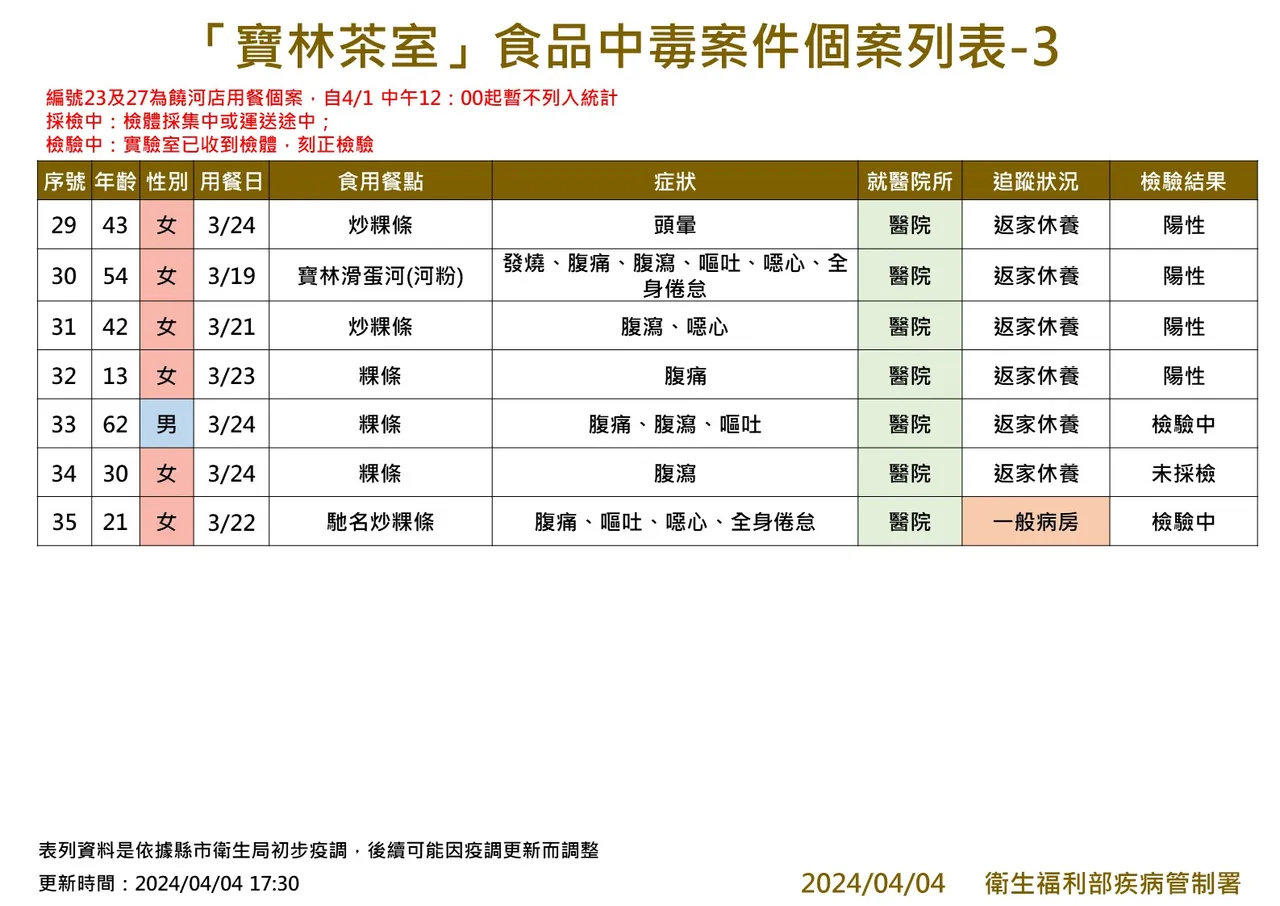 「寶林茶室」食品中毒案件個案列表-3
編號23及27為饒河店用餐個案，自4/1 中午12：00起暫不列入統計
採檢中：檢體採集中或運送途中；
檢驗中：實驗室已收到檢體，刻正檢驗
序號 年齡 性別 用餐日 食用餐點 症狀 就醫院所 追蹤狀況 檢驗結果
29 43 女 3/24 炒粿條 頭暈 醫院 返家休養 陽性
30 54 女 3/19 寶林滑蛋河(河粉) 發燒、腹痛、腹瀉、嘔吐、噁心、全
身倦怠 醫院 返家休養 陽性
31 42 女 3/21 炒粿條 腹瀉、噁心 醫院 返家休養 陽性
32 13 女 3/23 粿條 腹痛 醫院 返家休養 陽性
33 62 男 3/24 粿條 腹痛、腹瀉、嘔吐 醫院 返家休養 檢驗中
34 30 女 3/24 粿條 腹瀉 醫院 返家休養 未採檢
35 21 女 3/22 馳名炒粿條 腹痛、嘔吐、噁心、全身倦怠 醫院 一般病房 檢驗中
表列資料是依據縣市衛生局初步疫調，後續可能因疫調更新而調整
更新時間：2024/04/04 17:30
2024/04/04 衛生福利部疾病管制署